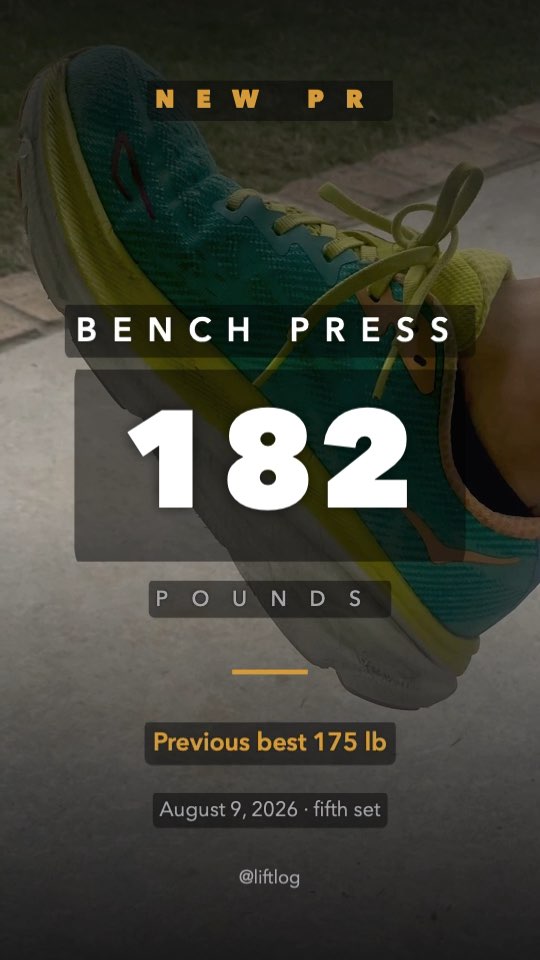 NEW PR
BENCH PRESS
182
POUNDS
Previous best 175 lb
August 9, 2026 · fifth set
@liftlog